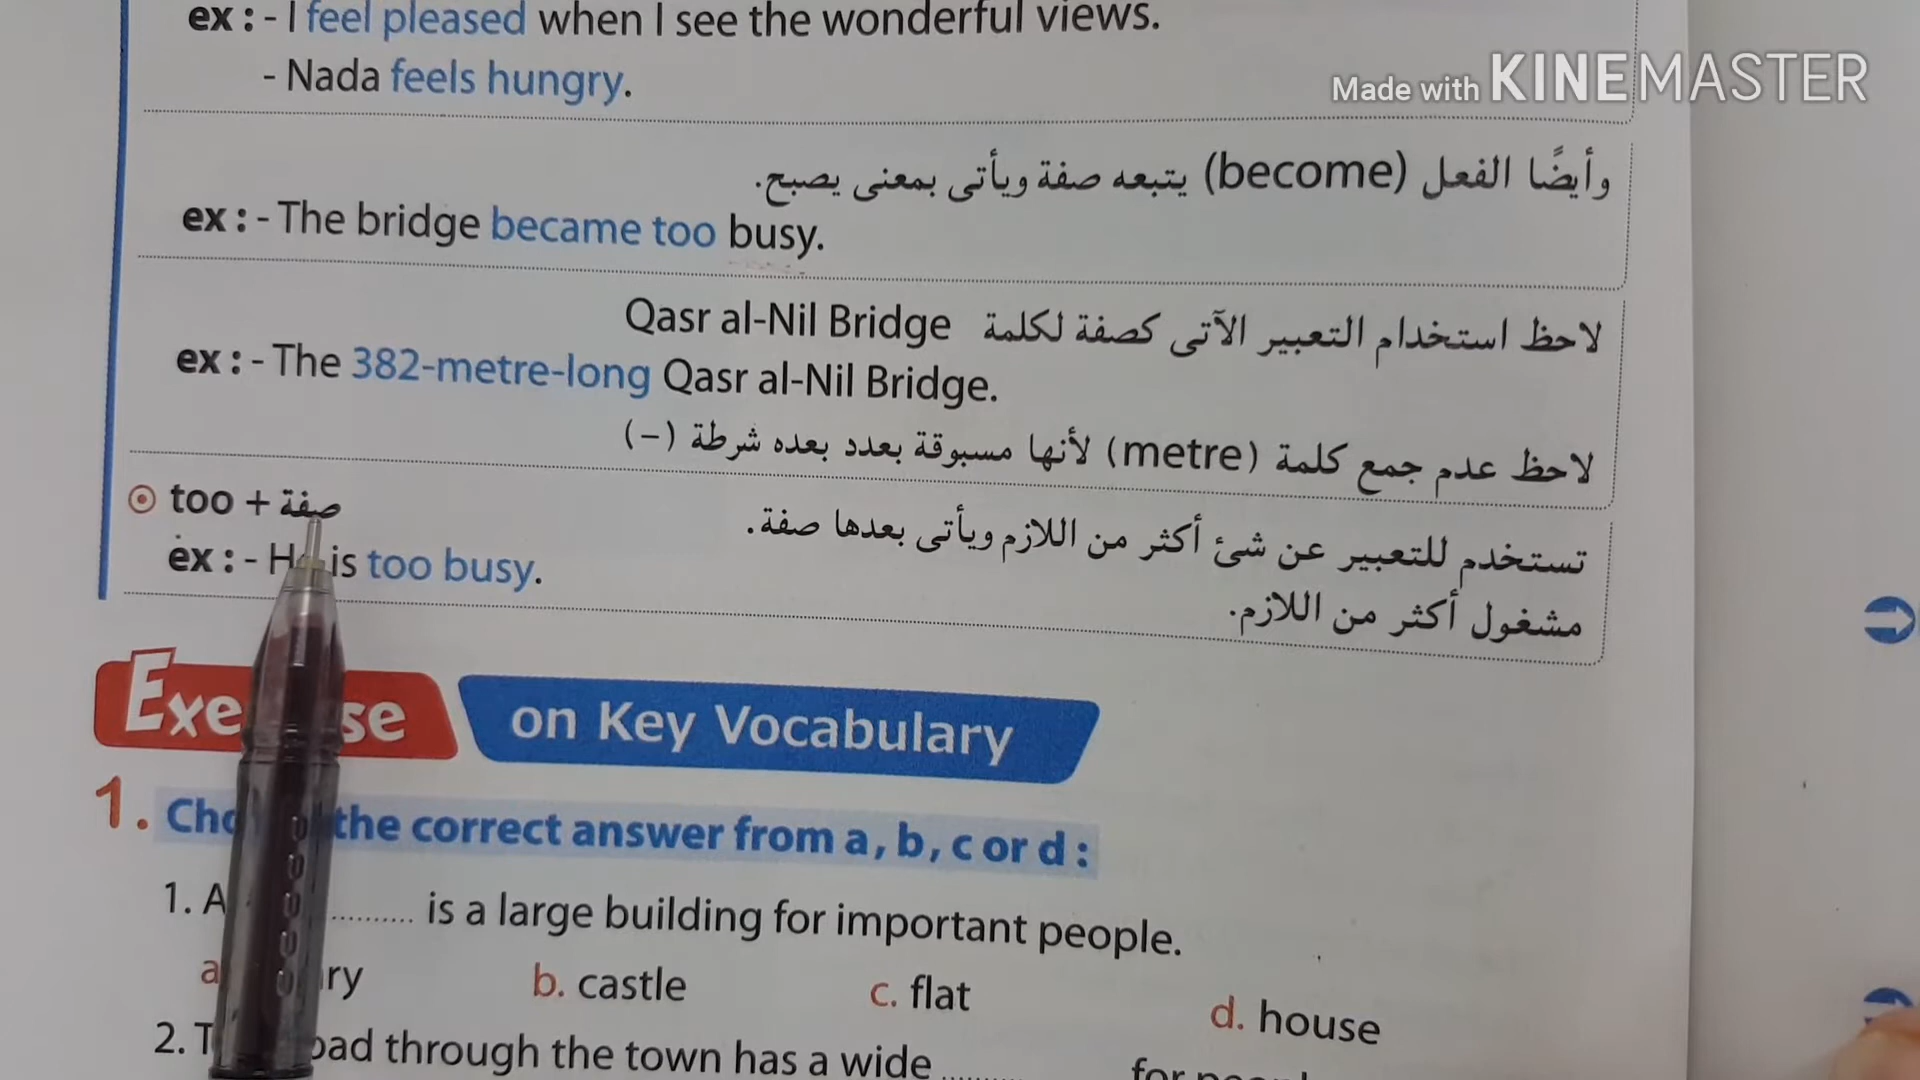 ex : - I feel pleased when I see the wonderful views.
Made with KINEMASTER
- Nada feels hungry.
وأيضًا الفعل (become) يتبعه صفة ويأتى بمعنى يصبح.
ex : - The bridge became too busy.
لاحظ استخدام التعبير الآتى كصفة لكلمة Qasr al-Nil Bridge
ex : - The 382-metre-long Qasr al-Nil Bridge.
لاحظ عدم جمع كلمة (metre) لأنها مسبوقة بعدد بعده شرطة (–)
too + صفة
تستخدم للتعبير عن شئ أكثر من اللازم ويأتى بعدها صفة.
ex : - is too busy.
مشغول أكثر من اللازم.
on Key Vocabulary
1. the correct answer from a, b, c or d :
1. A .......... is a large building for important people.
b. castle c. flat d. house
2. through the town has a wide ........ for